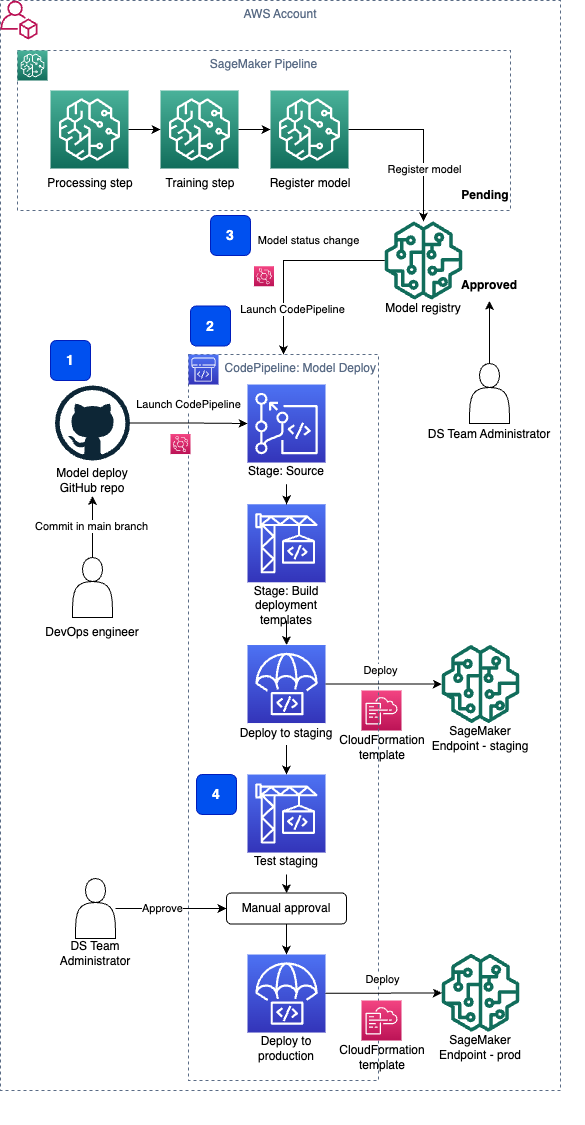 AWS Account
SageMaker Pipeline
Processing step
Training step
Register model
Register model
Pending
3
Model status change
Approved
Model registry
Launch CodePipeline
2
1
CodePipeline: Model Deploy
Launch CodePipeline
DS Team Administrator
Stage: Source
Model deploy
GitHub repo
Commit in main branch
Stage: Build
deployment
templates
DevOps engineer
Deploy
Deploy to staging
SageMaker
Endpoint - staging
CloudFormation
template
4
Test staging
Approve
Manual approval
DS Team
Administrator
Deploy
Deploy to
production
CloudFormation
template
SageMaker
Endpoint - prod